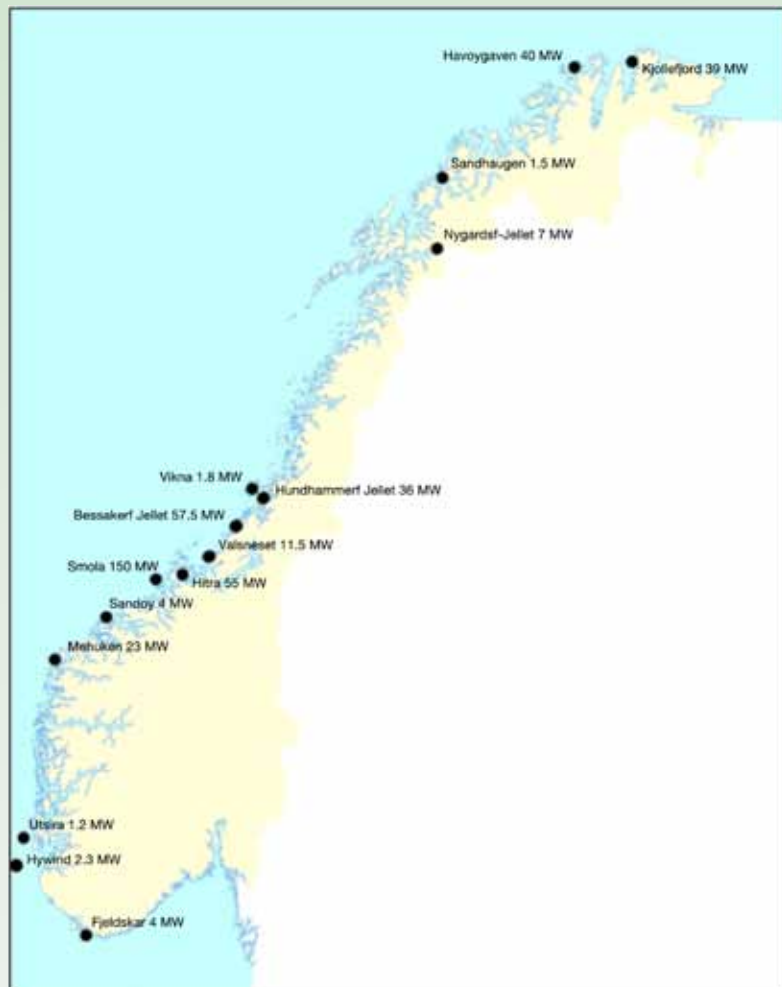 Havoygaven 40 MW
Kjollefjord 39 MW
Sandhaugen 1.5 MW
Nygardsf-Jellet 7 MW
Vikna 1.8 MW
Hundhammerf Jellet 36 MW
Bessakerf Jellet 57.5 MW
Valsneset 11.5 MW
Smola 150 MW
Hitra 55 MW
Sandoy 4 MW
Mehuken 23 MW
Utsira 1.2 MW
Hywind 2.3 MW
Fjeldskar 4 MW